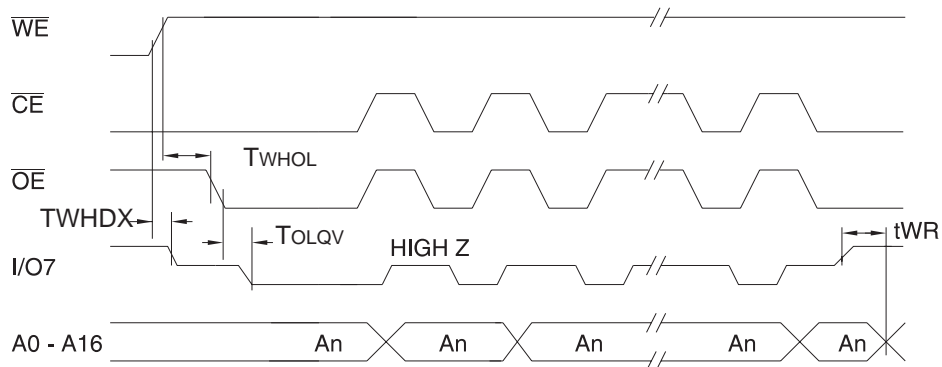 WE
CE
TWHOL
OE
TWHDX
TOLQV
tWR
HIGH Z
I/O7
A0 - A16 An An An An An